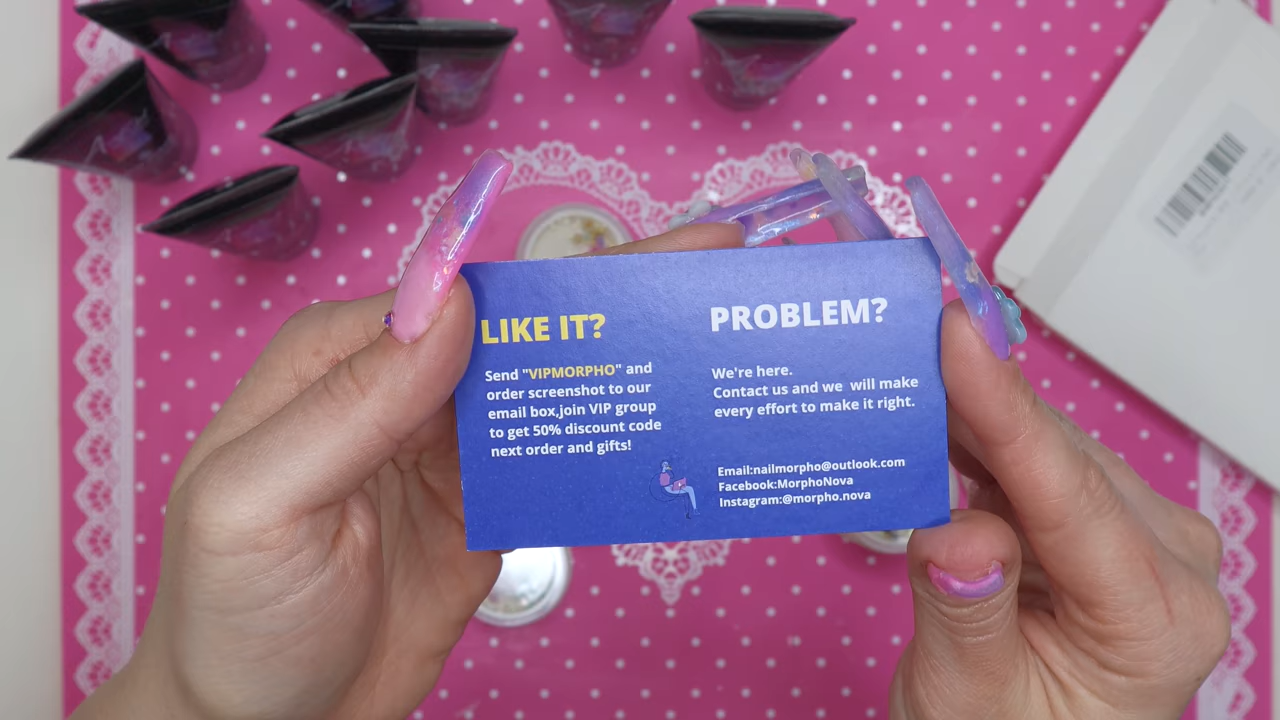 LIKE IT?
Send "VIPMORPHO" and
order screenshot to our
email box,join VIP group
to get 50% discount code
next order and gifts!
PROBLEM?
We're here.
Contact us and we will make
every effort to make it right.
Email:nailmorpho@outlook.com
Facebook:MorphoNova
Instagram:@morpho.nova